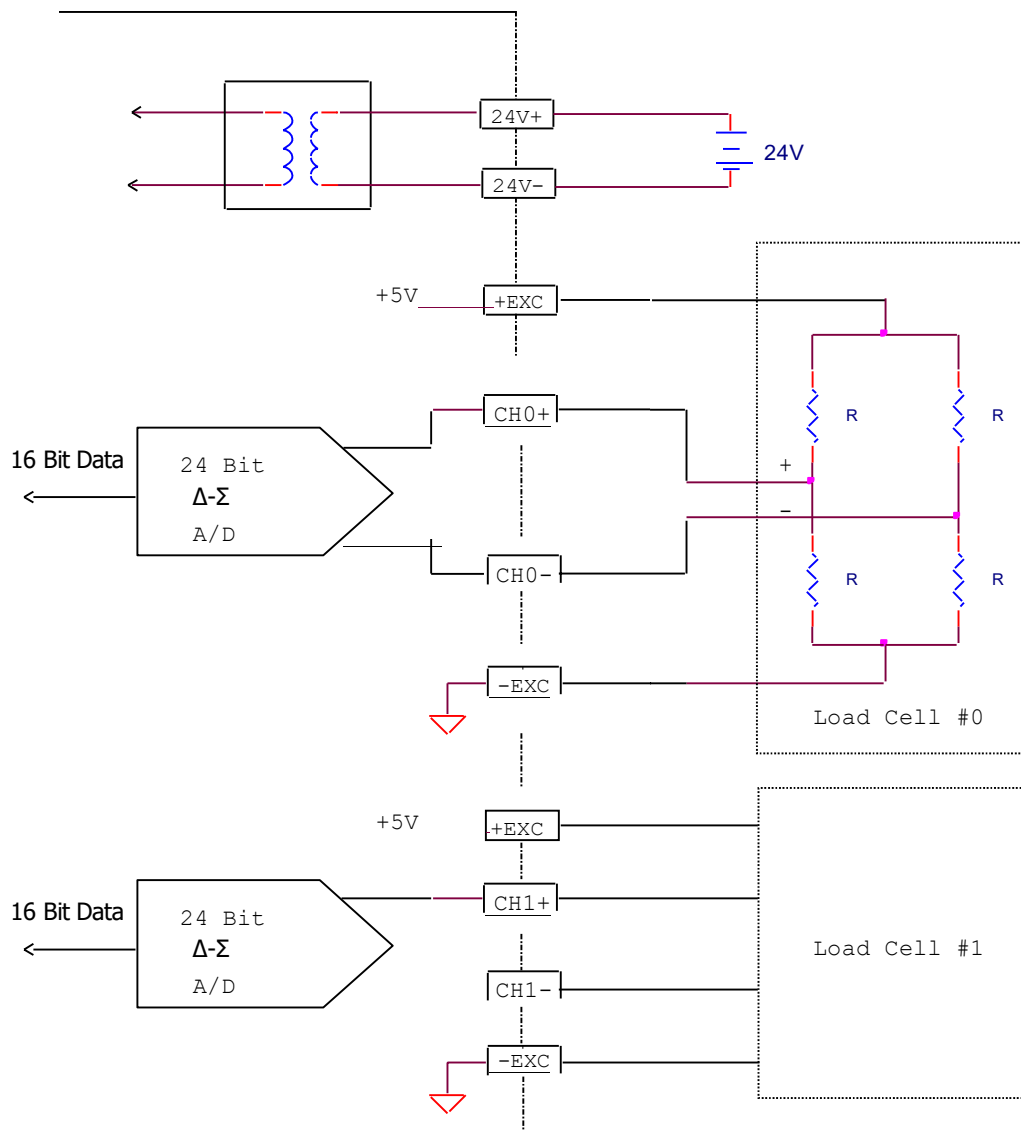 24V+
24V
24V-
+5V
+EXC
CH0+
R
R
16 Bit Data
24 Bit
Δ-Σ
A/D
+
-
CH0-
R
R
-EXC
Load Cell #0
+5V
+EXC
16 Bit Data
24 Bit
Δ-Σ
A/D
CH1+
Load Cell #1
CH1-
-EXC